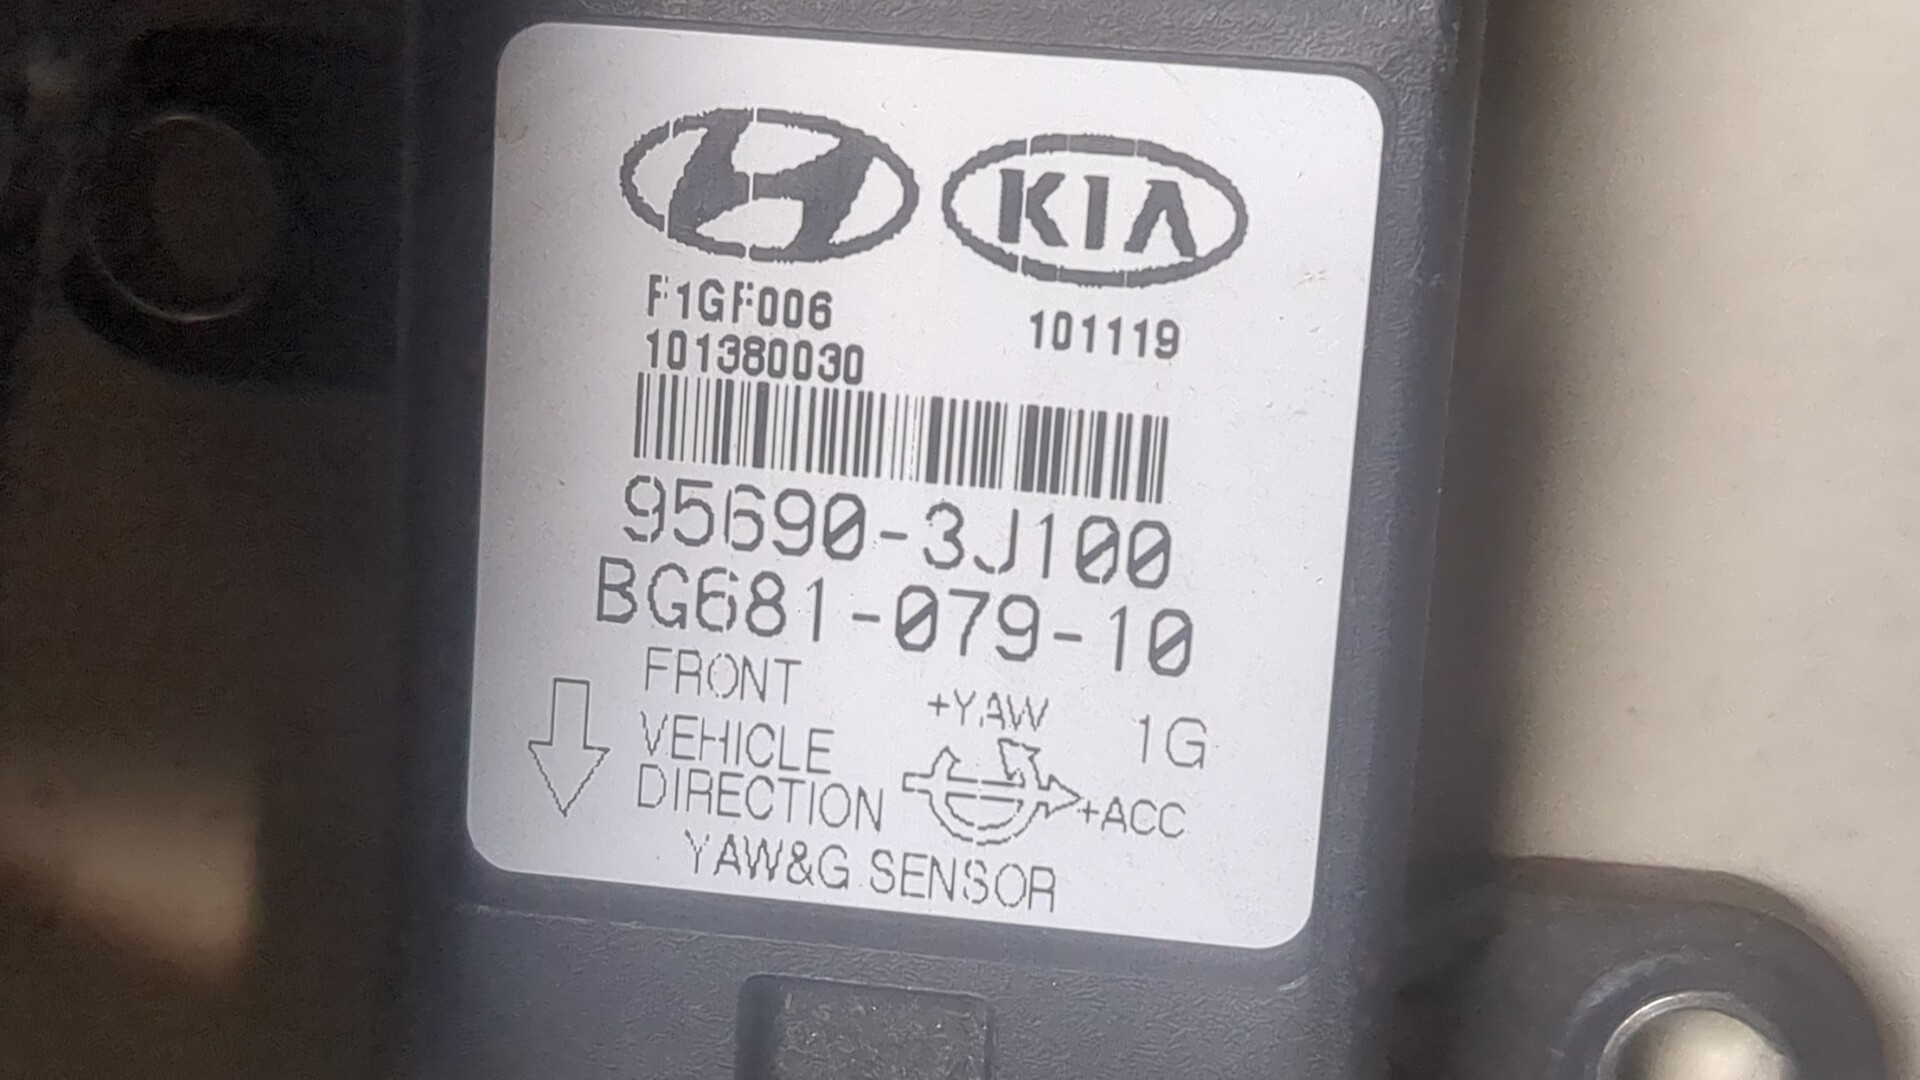 KIA
F1GF006
101119
101380030
95690-3J100
BG681-079-10
FRONT
VEHICLE
DIRECTION
+YAW
1G
+ACC
YAW&G SENSOR